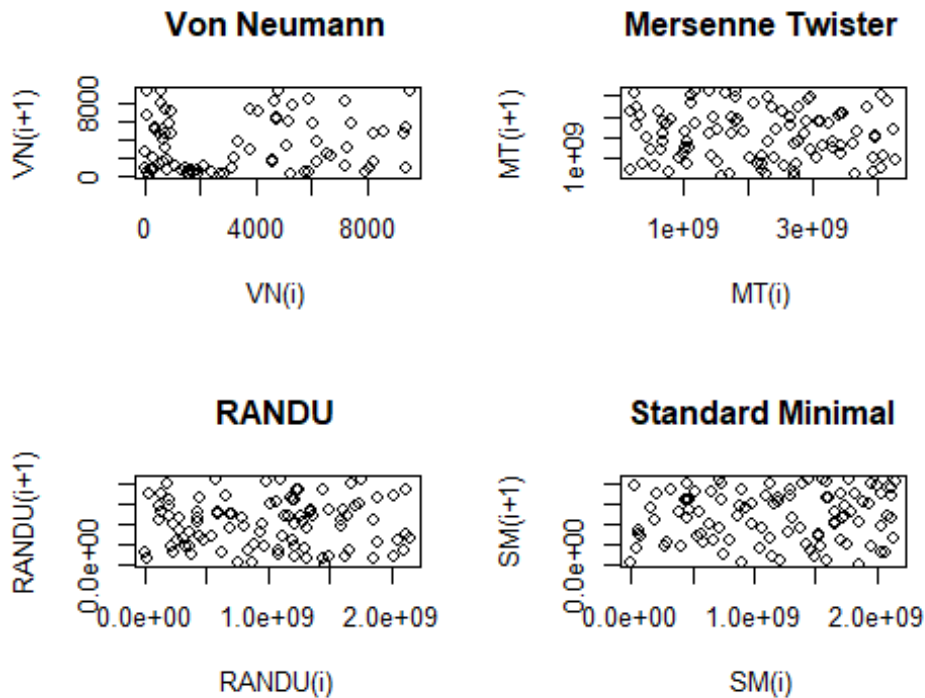 Von Neumann
VN(i+1)
8000
0
0 4000 8000
VN(i)
Mersenne Twister
MT(i+1)
1e+09
1e+09 3e+09
MT(i)
RANDU
RANDU(i+1)
0.0e+00
0.0e+00 1.0e+09 2.0e+09
RANDU(i)
Standard Minimal
SM(i+1)
0.0e+00
0.0e+00 1.0e+09 2.0e+09
SM(i)